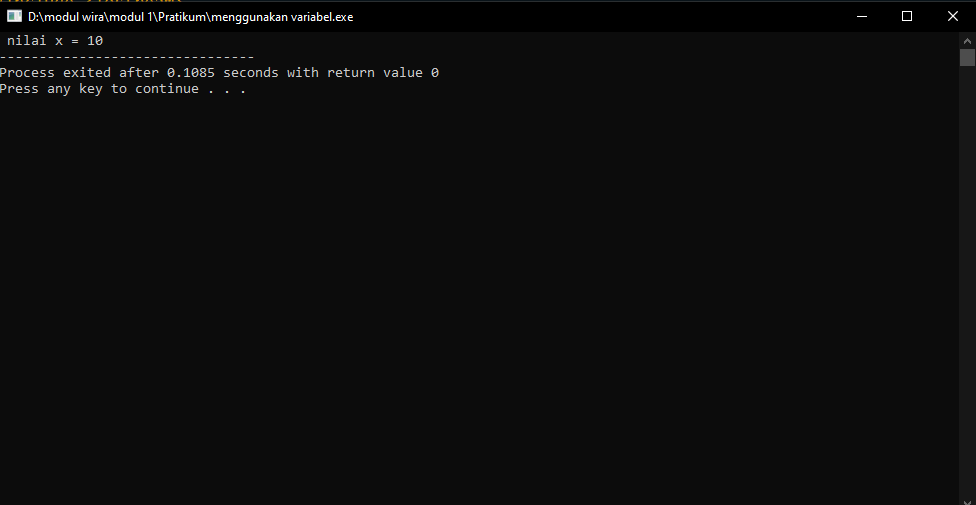 D:\modul wira\modul 1\Pratikum\menggunakan variabel.exe
nilai x = 10
--------------------------------
Process exited after 0.1085 seconds with return value 0
Press any key to continue . . .